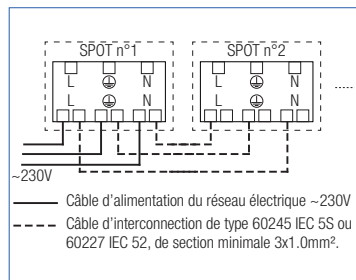 SPOT n°1 SPOT n°2
L N L N
L N L N
~230V
Câble d'alimentation du réseau électrique ~230V
Câble d'interconnection de type 60245 IEC 5S ou
60227 IEC 52, de section minimale 3x1.0mm².